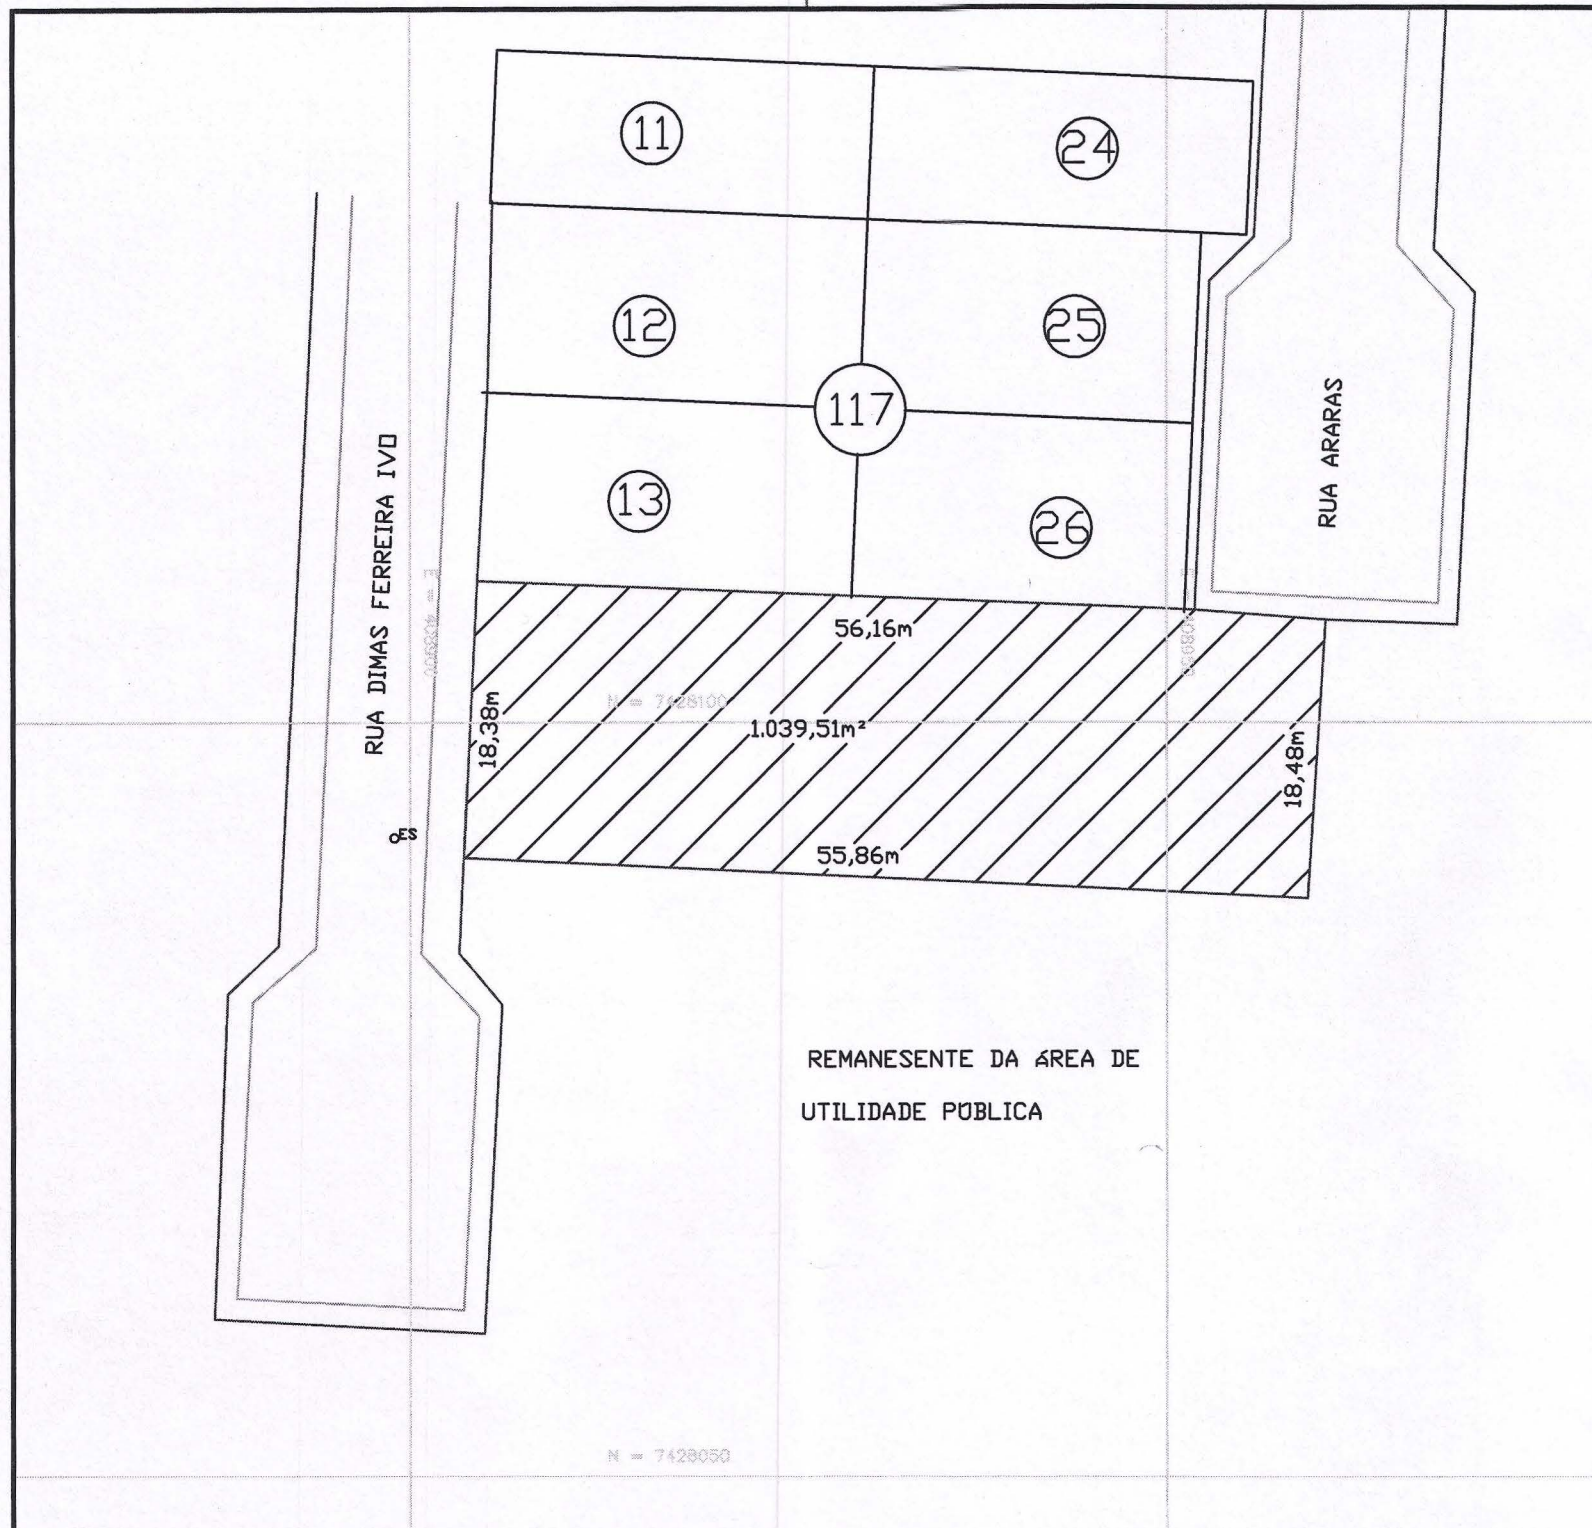 11
24
12
25
117
RUA ARARAS
RUA DIMAS FERREIRA IVO
13
26
E = 408900
56,16m
N = 7428100
18,38m
1.039,51m²
18,48m
ES
55,86m
REMANESENTE DA ÁREA DE
UTILIDADE PÚBLICA
N = 7428050